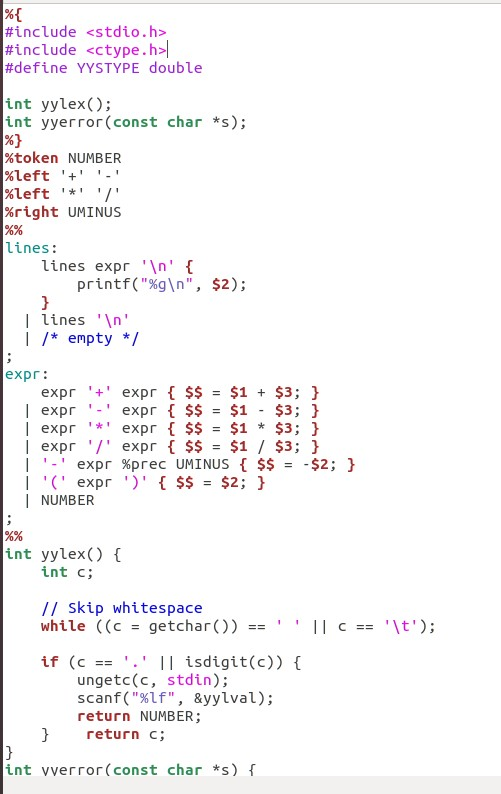 %{
#include <stdio.h>
#include <ctype.h>
#define YYSTYPE double

int yylex();
int yyerror(const char *s);
%}
%token NUMBER
%left '+' '-'
%left '*' '/'
%right UMINUS
%%
lines:
    lines expr '\n' {
        printf("%g\n", $2);
    }
  | lines '\n'
  | /* empty */
;
expr:
    expr '+' expr { $$ = $1 + $3; }
  | expr '-' expr { $$ = $1 - $3; }
  | expr '*' expr { $$ = $1 * $3; }
  | expr '/' expr { $$ = $1 / $3; }
  | '-' expr %prec UMINUS { $$ = -$2; }
  | '(' expr ')' { $$ = $2; }
  | NUMBER
;
%%
int yylex() {
    int c;

    // Skip whitespace
    while ((c = getchar()) == ' ' || c == '\t');

    if (c == '.' || isdigit(c)) {
        ungetc(c, stdin);
        scanf("%lf", &yylval);
        return NUMBER;
    }    return c;
}
int yyerror(const char *s) {